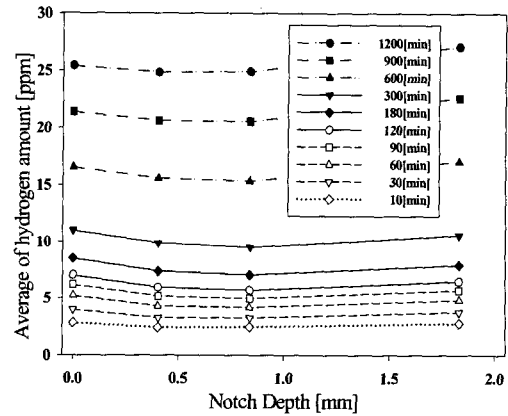 Average of hydrogen amount [ppm]
30
25
20
15
10
5
0
1200[min]
900[min]
600[min]
300[min]
180[min]
120[min]
90[min]
60[min]
30[min[
10[min]
0.0
0.5
1.0
1.5
2.0
Notch Depth [mm]